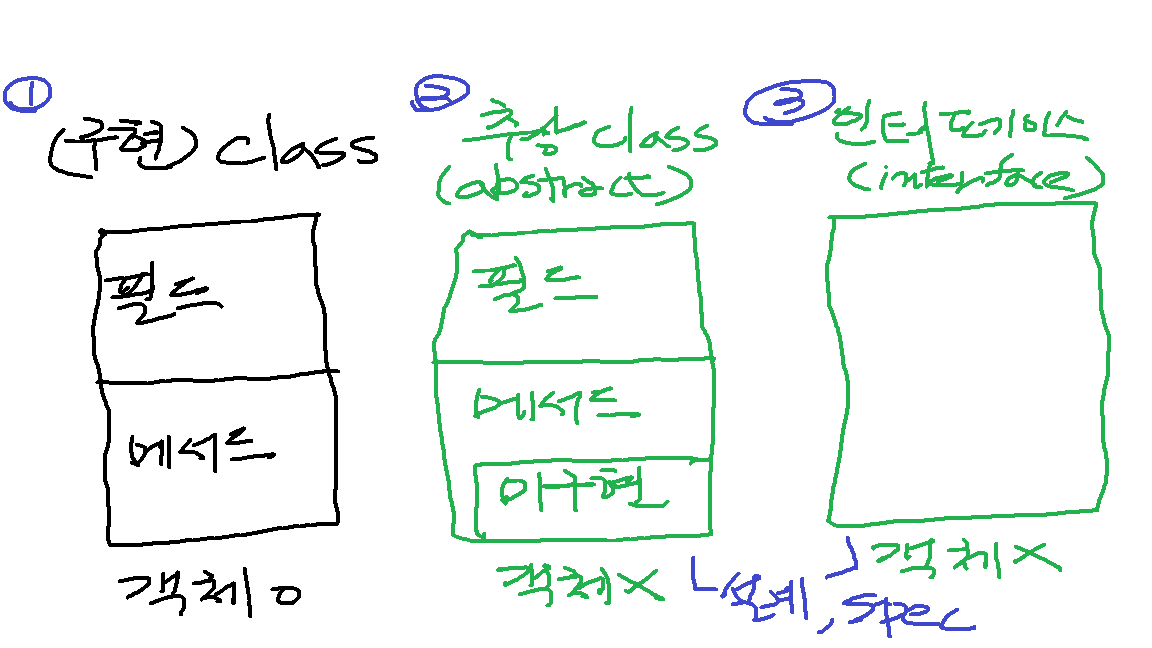 ①
(구현) class
필드
메서드
객체 o
②
추상 class
(abstract)
필드
메서드
미구현
객체 X
③
인터페이스
(interface)
객체 X
설계, spec